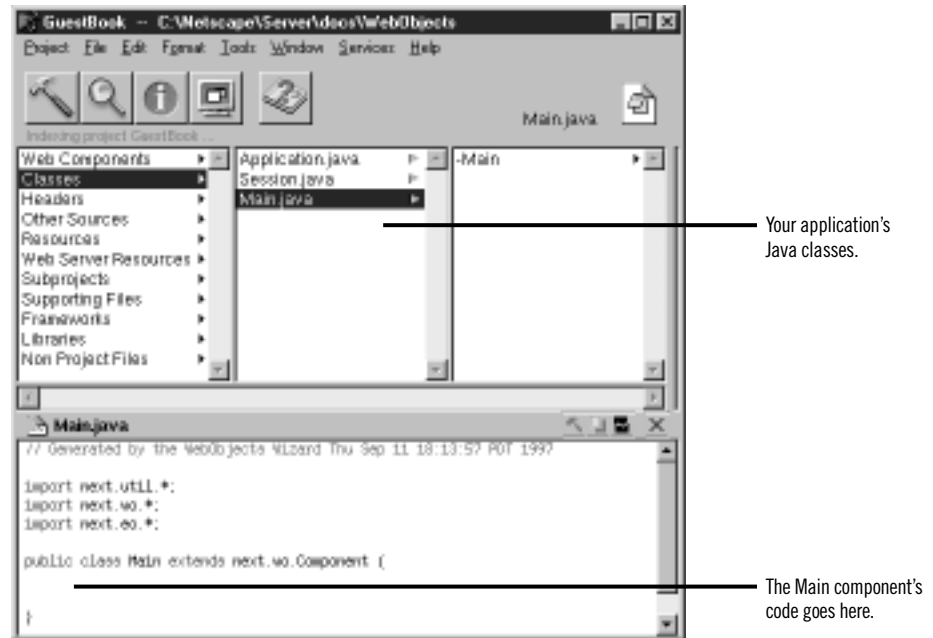 GuestBook -- C:\Netscape\Server\docs\WebObjects
Project File Edit Format Tools Window Services Help
Main.java
Indexing project GuestBook ...
Web Components
Classes
Headers
Other Sources
Resources
Web Server Resources
Subprojects
Supporting Files
Frameworks
Libraries
Non Project Files
Application.java
Session.java
Main.java
-Main
Your application's
Java classes.
Main.java
// Generated by the WebObjects Wizard Thu Sep 11 18:13:57 PDT 1997
import next.util.*;
import next.wo.*;
import next.eo.*;
public class Main extends next.wo.Component {
}
The Main component's
code goes here.